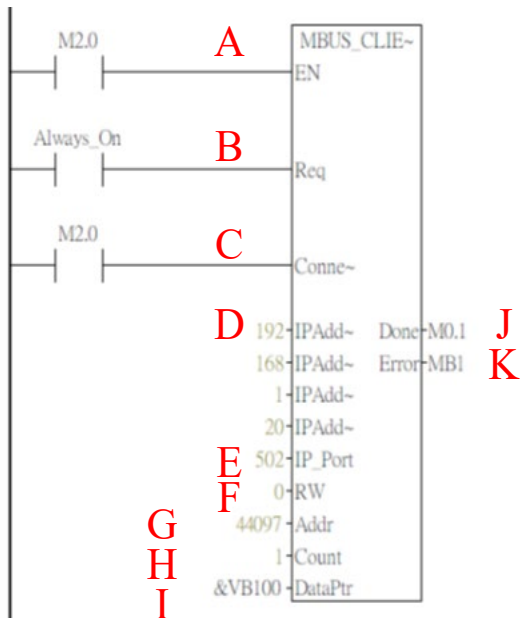 M2.0 A MBUS_CLIE~
EN
Always_On B
Req
M2.0 C
Conne~
D 192 IPAdd~ Done M0.1 J
168 IPAdd~ Error MB1 K
1 IPAdd~
20 IPAdd~
E 502 IP_Port
F 0 RW
G 44097 Addr
H 1 Count
I &VB100 DataPtr